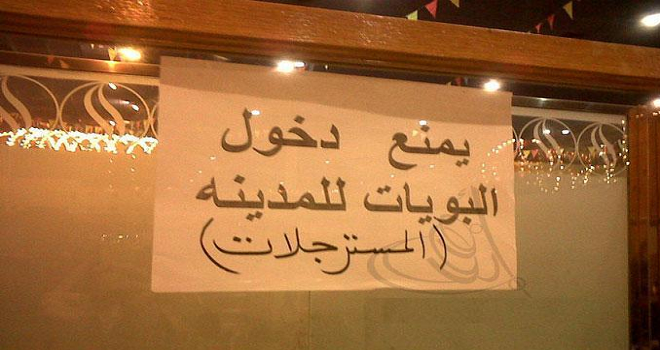 يمنع دخول
البويات للمدينه
(المسترجلات)